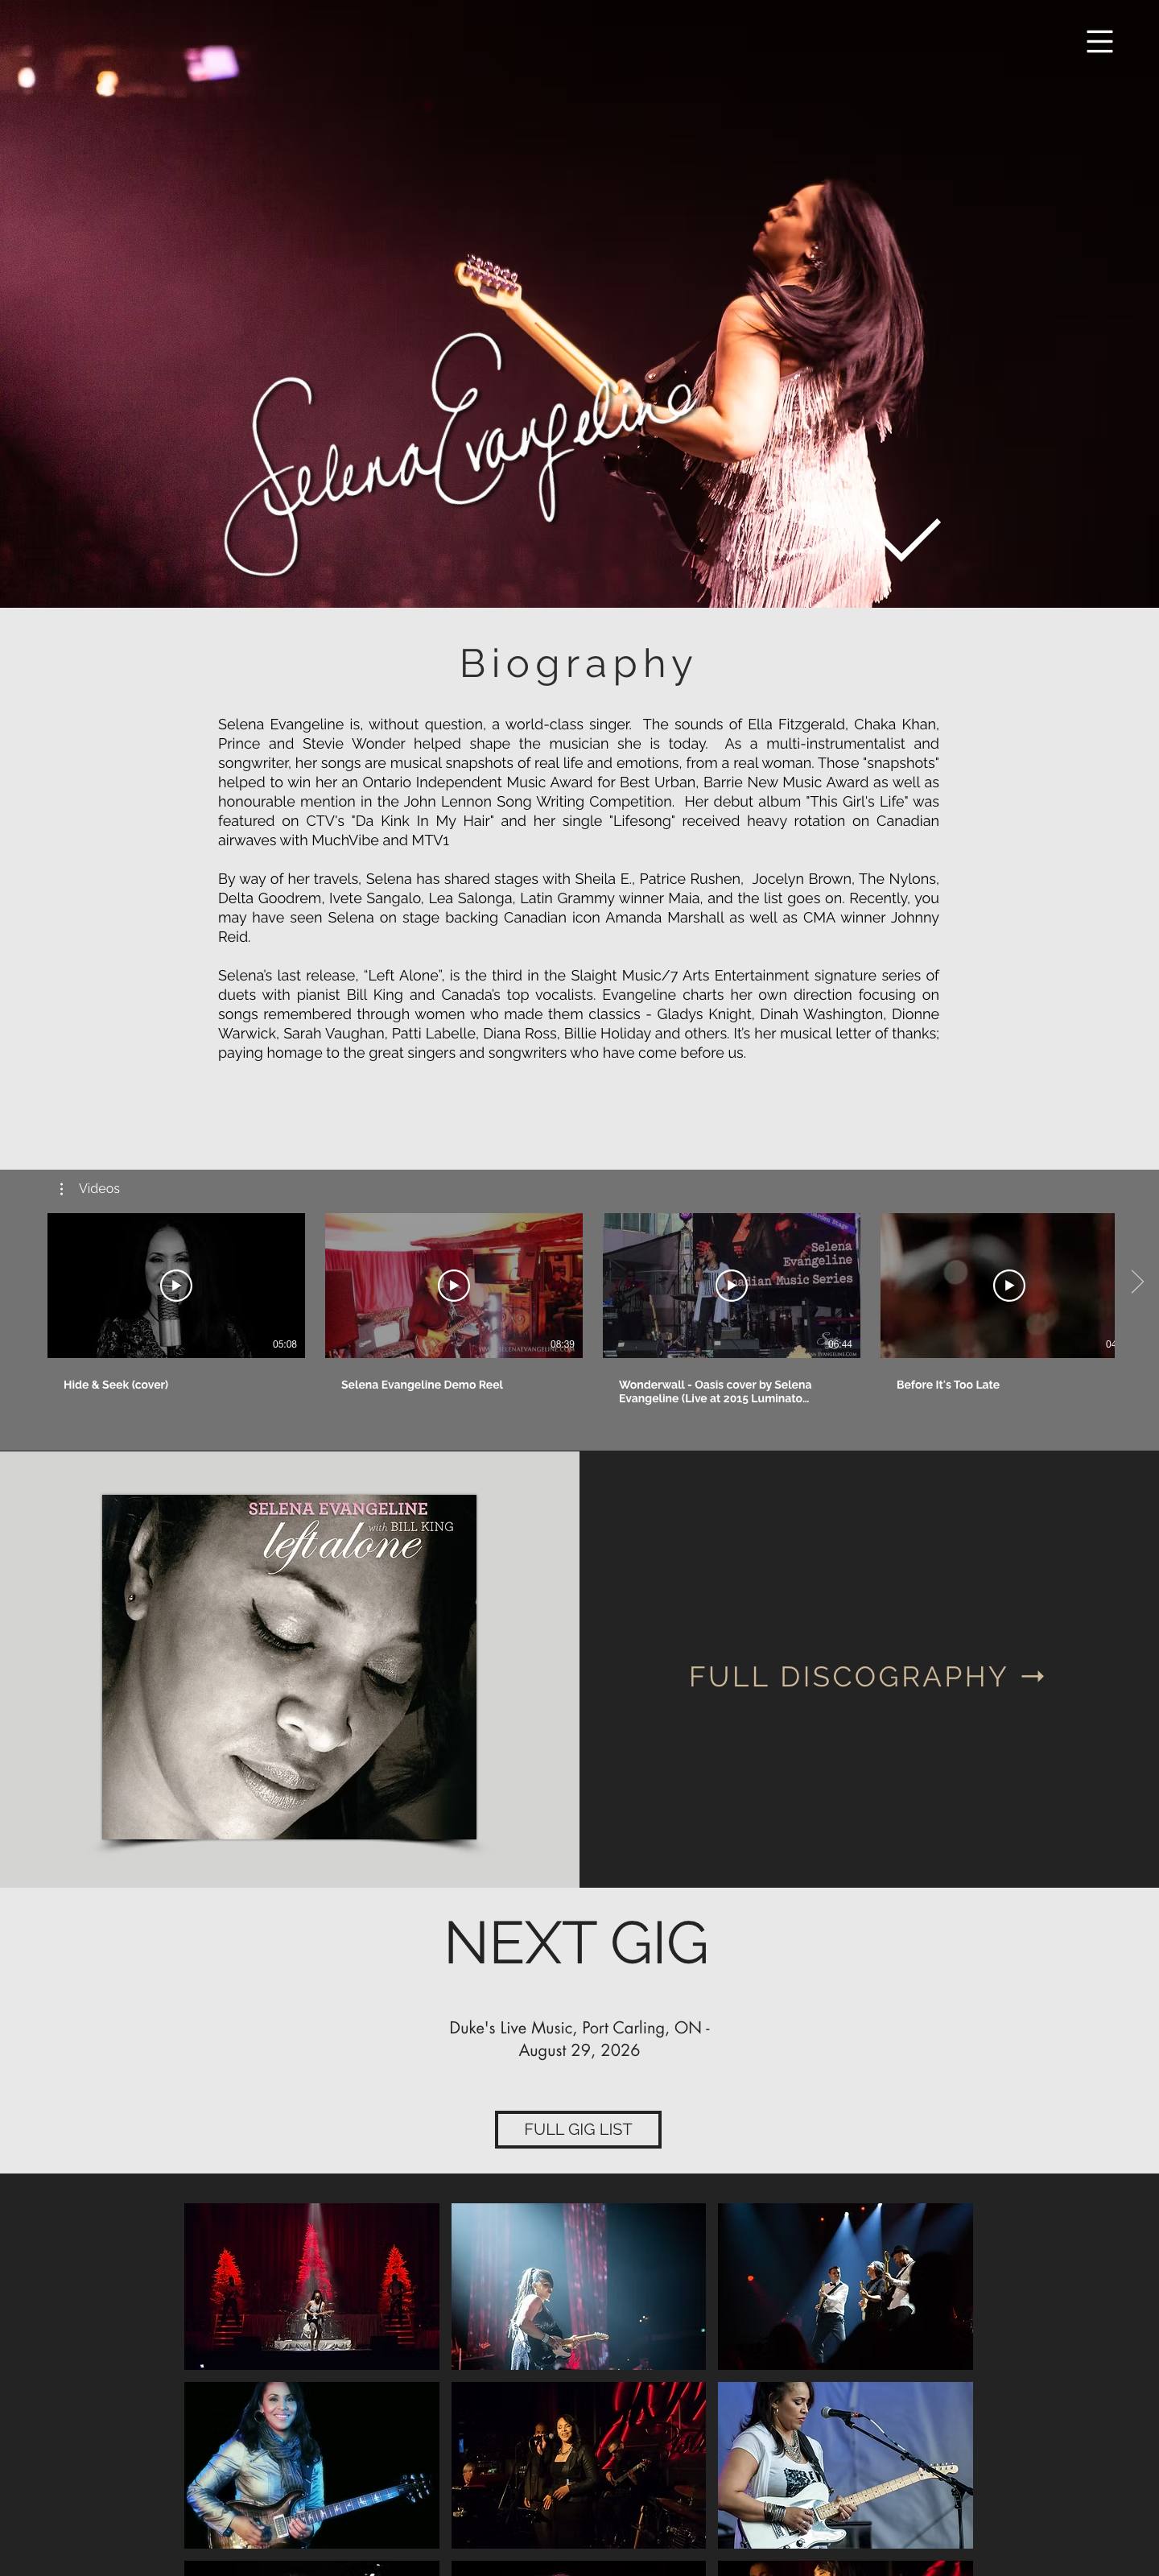 Selena Evangeline
Biography
Selena Evangeline is, without question, a world-class singer.  The sounds of Ella Fitzgerald, Chaka Khan,
Prince and Stevie Wonder helped shape the musician she is today.  As a multi-instrumentalist and
songwriter, her songs are musical snapshots of real life and emotions, from a real woman. Those "snapshots"
helped to win her an Ontario Independent Music Award for Best Urban, Barrie New Music Award as well as
honourable mention in the John Lennon Song Writing Competition.  Her debut album "This Girl's Life" was
featured on CTV's "Da Kink In My Hair" and her single "Lifesong" received heavy rotation on Canadian
airwaves with MuchVibe and MTV1
By way of her travels, Selena has shared stages with Sheila E., Patrice Rushen,  Jocelyn Brown, The Nylons,
Delta Goodrem, Ivete Sangalo, Lea Salonga, Latin Grammy winner Maia, and the list goes on. Recently, you
may have seen Selena on stage backing Canadian icon Amanda Marshall as well as CMA winner Johnny
Reid.
Selena’s last release, “Left Alone”, is the third in the Slaight Music/7 Arts Entertainment signature series of
duets with pianist Bill King and Canada’s top vocalists. Evangeline charts her own direction focusing on
songs remembered through women who made them classics - Gladys Knight, Dinah Washington, Dionne
Warwick, Sarah Vaughan, Patti Labelle, Diana Ross, Billie Holiday and others. It’s her musical letter of thanks;
paying homage to the great singers and songwriters who have come before us.
Videos
Selena
Evangeline
Music Series
05:08
08:39
06:44
04
Hide & Seek (cover)
Selena Evangeline Demo Reel
Wonderwall - Oasis cover by Selena
Evangeline (Live at 2015 Luminato...
Before It's Too Late
SELENA EVANGELINE
with BILL KING
left alone
FULL DISCOGRAPHY →
NEXT GIG
Duke's Live Music, Port Carling, ON -
August 29, 2026
FULL GIG LIST